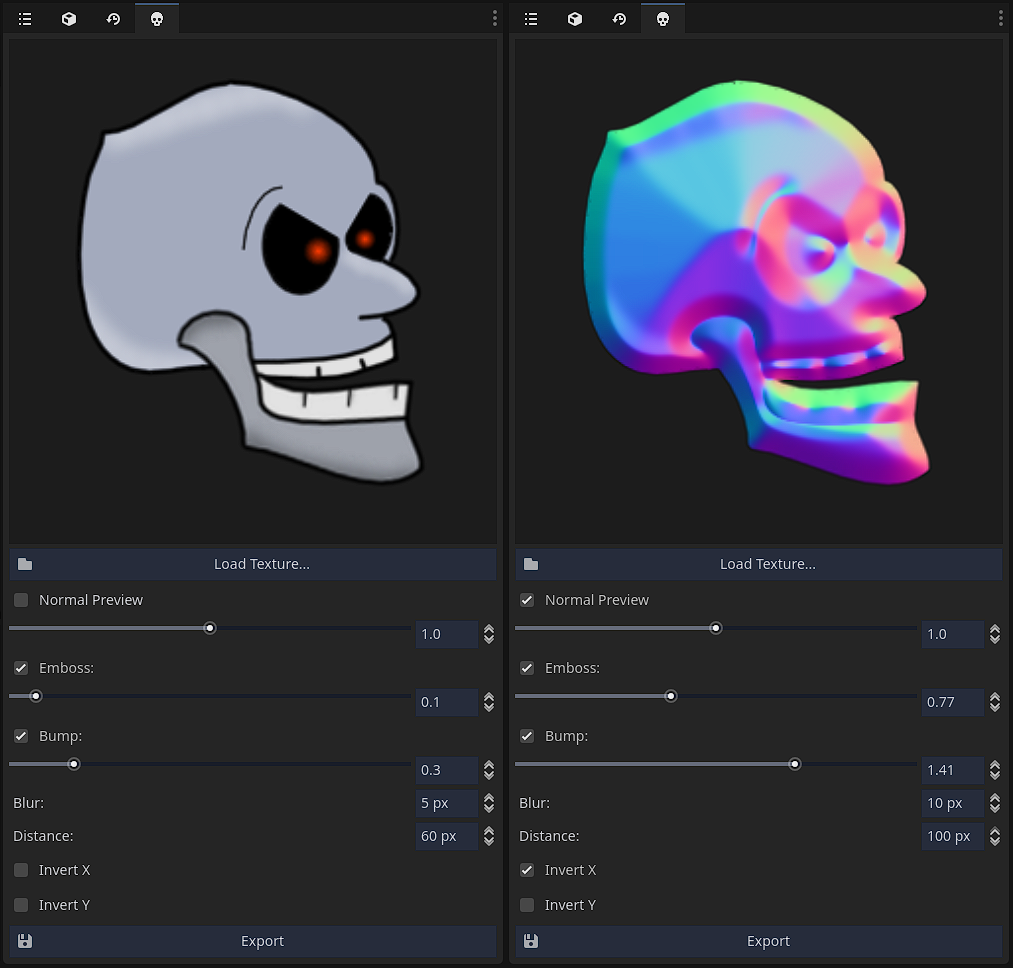 Load Texture...
Normal Preview
1.0
Emboss:
0.1
Bump:
0.3
Blur:
5 px
Distance:
60 px
Invert X
Invert Y
Export
Load Texture...
Normal Preview
1.0
Emboss:
0.77
Bump:
1.41
Blur:
10 px
Distance:
100 px
Invert X
Invert Y
Export